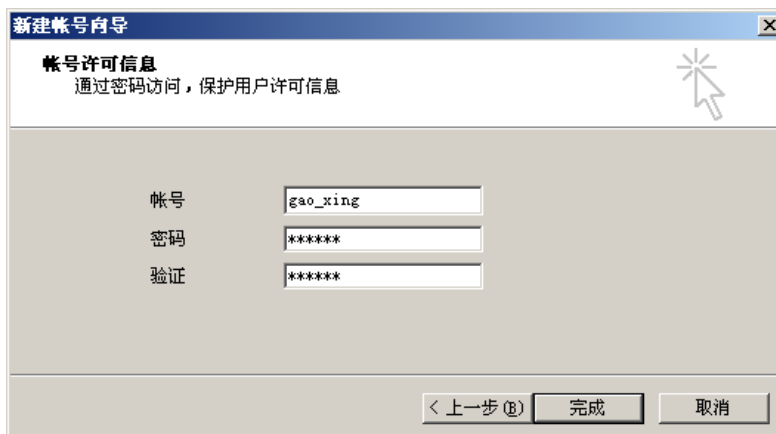 新建帐号向导
帐号许可信息
通过密码访问，保护用户许可信息
帐号 gao_xing
密码 ******
验证 ******
< 上一步(B) 完成 取消